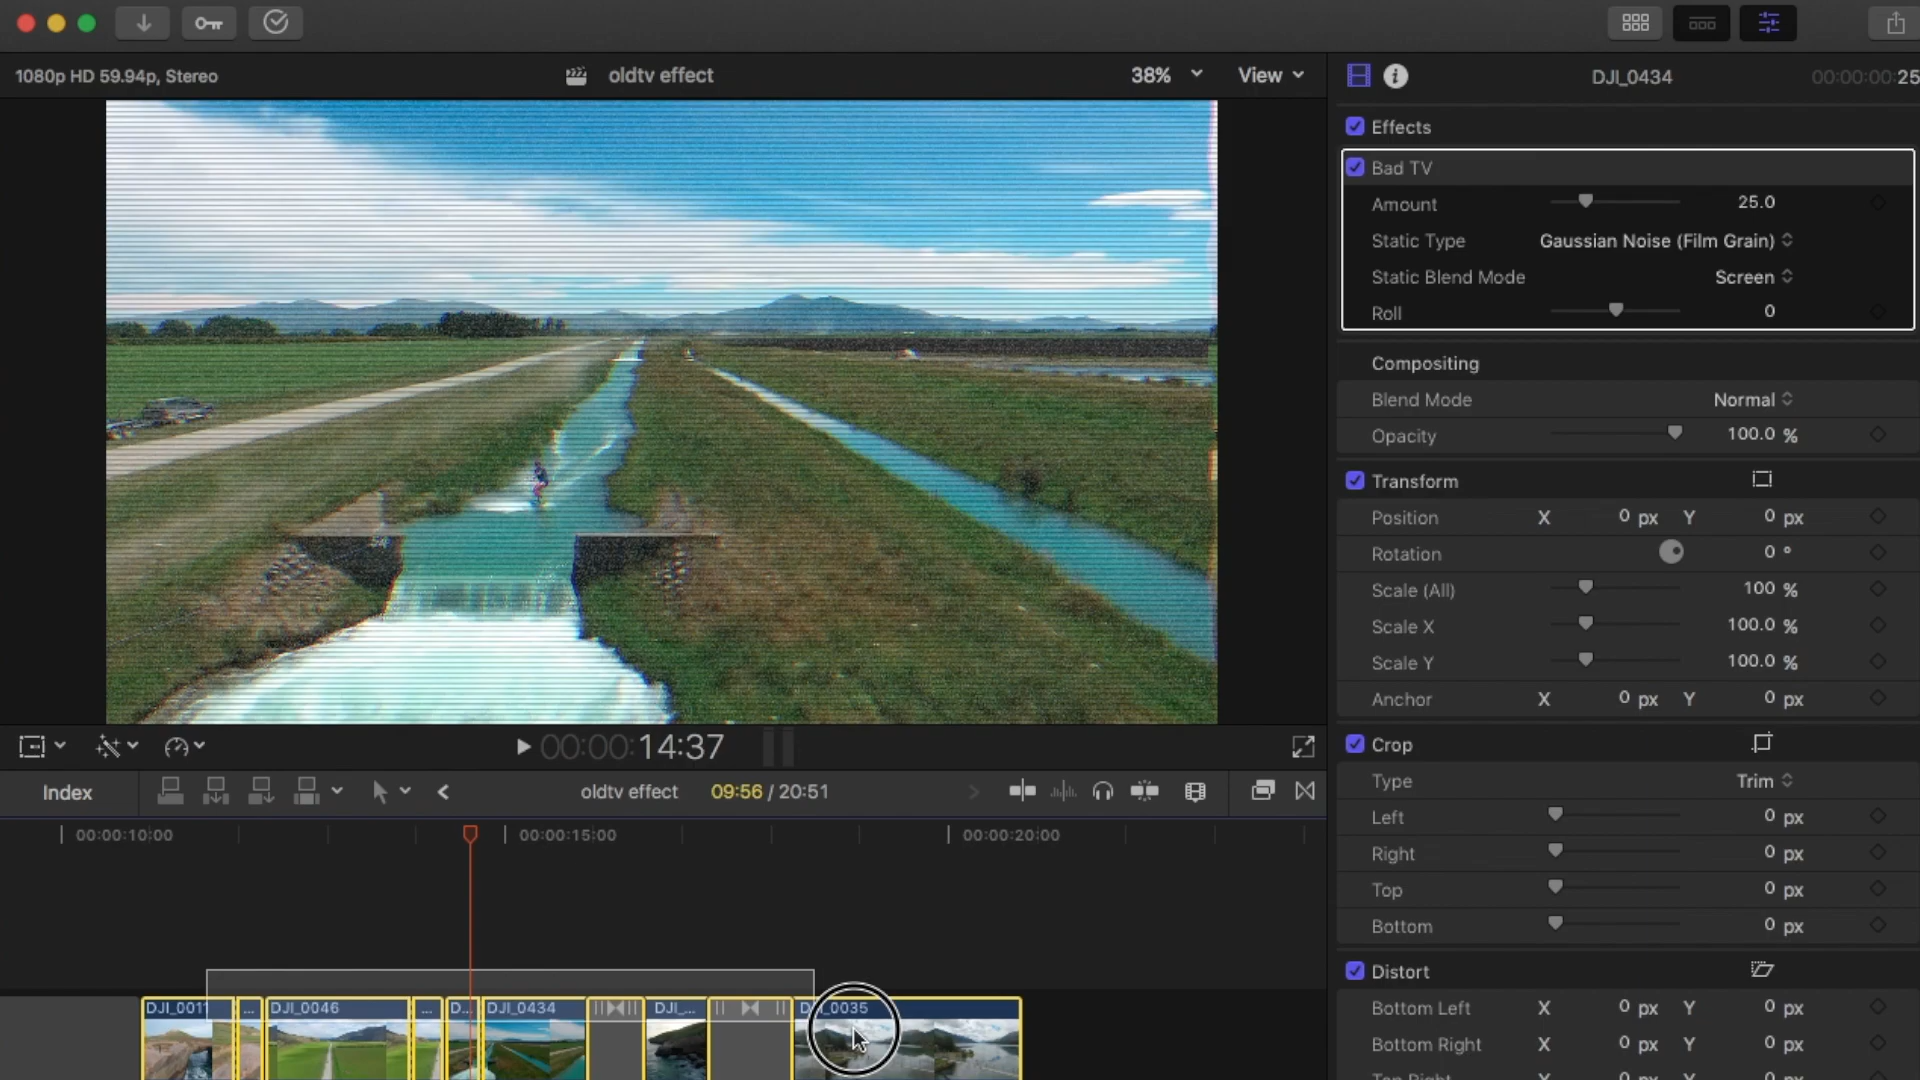 1080p HD 59.94p, Stereo
oldtv effect
38%
View
DJI_0434
00:00:00:25
Effects
Bad TV
Amount 25.0
Static Type Gaussian Noise (Film Grain)
Static Blend Mode Screen
Roll 0
Compositing
Blend Mode Normal
Opacity 100.0 %
Transform
Position X 0 px Y 0 px
Rotation 0 °
Scale (All) 100 %
Scale X 100.0 %
Scale Y 100.0 %
Anchor X 0 px Y 0 px
Crop
Type Trim
Left 0 px
Right 0 px
Top 0 px
Bottom 0 px
Distort
Bottom Left X 0 px Y 0 px
Bottom Right X 0 px Y 0 px
00:00:14:37
Index
oldtv effect
09:56 / 20:51
00:00:10:00
00:00:15:00
00:00:20:00
DJI_0011
...
DJI_0046
...
D...
DJI_0434
DJI_...